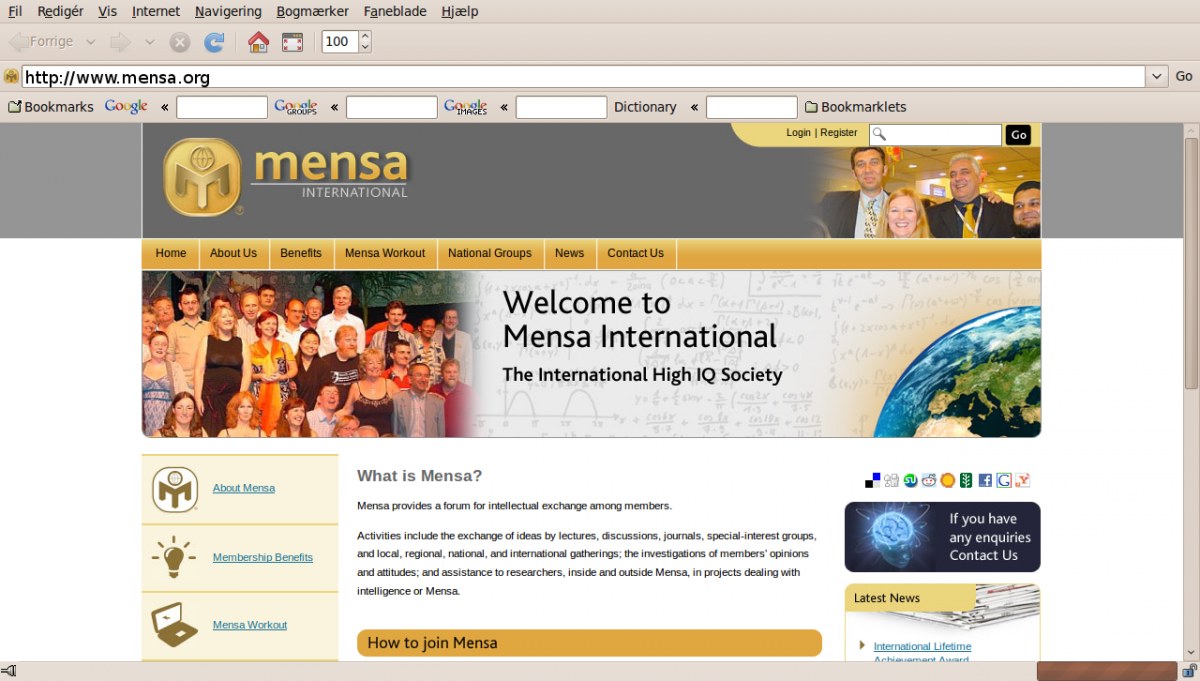 Fil Redigér Vis Internet Navigering Bogmærker Faneblade Hjælp
Forrige 100
http://www.mensa.org Go
Bookmarks Google « Google GROUPS « Google IMAGES « Dictionary « Bookmarklets
Login | Register Go
mensa
INTERNATIONAL
Home About Us Benefits Mensa Workout National Groups News Contact Us
Welcome to
Mensa International
The International High IQ Society
About Mensa
Membership Benefits
Mensa Workout
What is Mensa?
Mensa provides a forum for intellectual exchange among members.
Activities include the exchange of ideas by lectures, discussions, journals, special-interest groups,
and local, regional, national, and international gatherings; the investigations of members' opinions
and attitudes; and assistance to researchers, inside and outside Mensa, in projects dealing with
intelligence or Mensa.
How to join Mensa
If you have
any enquiries
Contact Us
Latest News
International Lifetime
Achievement Award